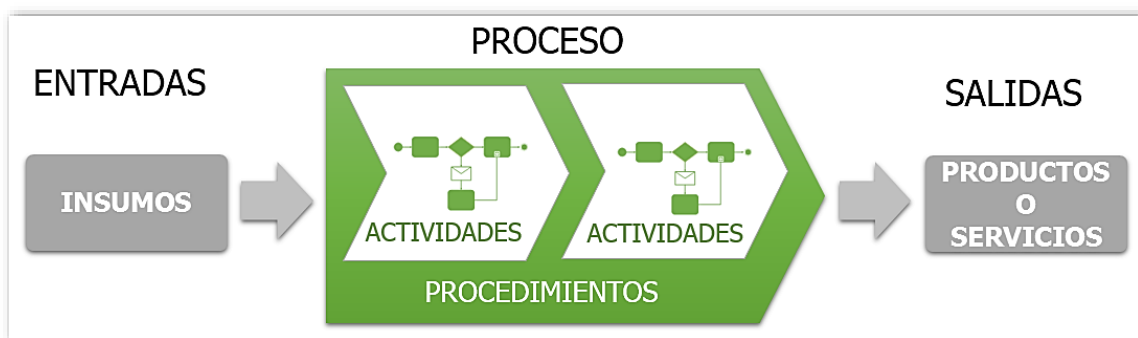 PROCESO
ENTRADAS
SALIDAS
INSUMOS
ACTIVIDADES
ACTIVIDADES
PROCEDIMIENTOS
PRODUCTOS
O
SERVICIOS